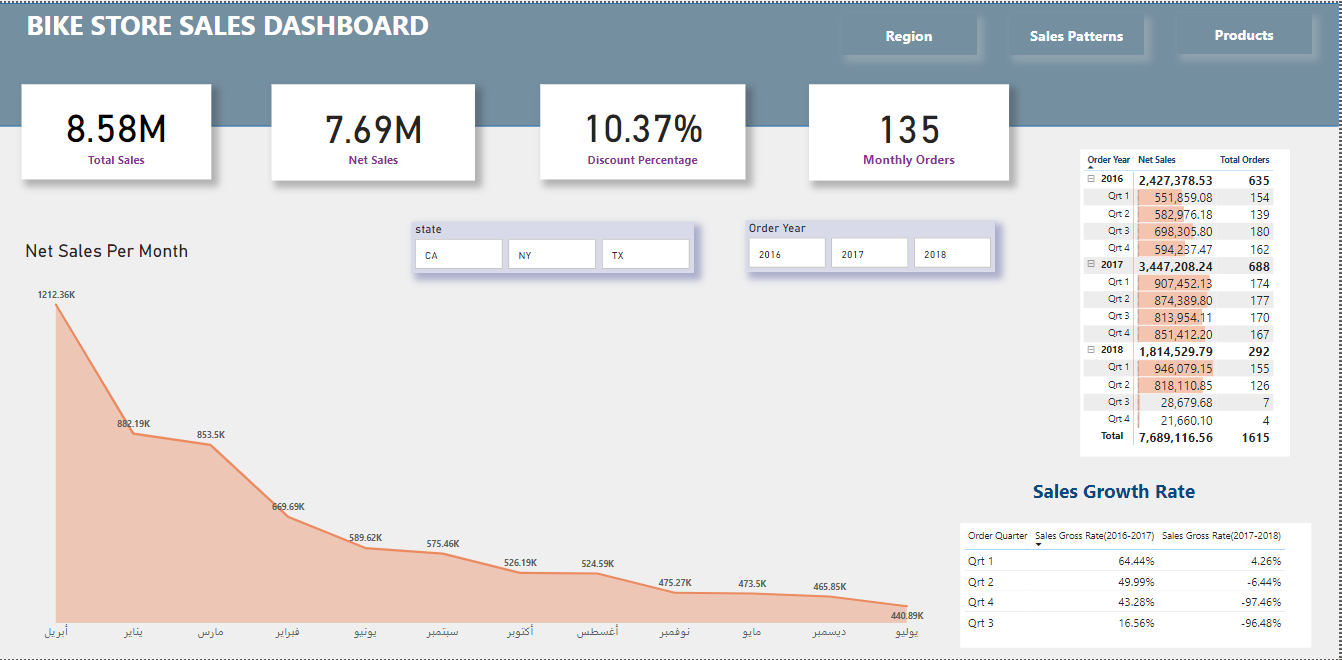 BIKE STORE SALES DASHBOARD
Region
Sales Patterns
Products
8.58M
Total Sales
7.69M
Net Sales
10.37%
Discount Percentage
135
Monthly Orders
state
CA
NY
TX
Order Year
2016
2017
2018
Net Sales Per Month
1212.36K
882.19K
853.5K
669.69K
589.62K
575.46K
526.19K
524.59K
475.27K
473.5K
465.85K
440.89K
أبريل
يناير
مارس
فبراير
يونيو
سبتمبر
أكتوبر
أغسطس
نوفمبر
مايو
ديسمبر
يوليو
Order Year Net Sales Total Orders
2016 2,427,378.53 635
Qrt 1 551,859.08 154
Qrt 2 582,976.18 139
Qrt 3 698,305.80 180
Qrt 4 594,237.47 162
2017 3,447,208.24 688
Qrt 1 907,452.13 174
Qrt 2 874,389.80 177
Qrt 3 813,954.11 170
Qrt 4 851,412.20 167
2018 1,814,529.79 292
Qrt 1 946,079.15 155
Qrt 2 818,110.85 126
Qrt 3 28,679.68 7
Qrt 4 21,660.10 4
Total 7,689,116.56 1615
Sales Growth Rate
Order Quarter Sales Gross Rate(2016-2017) Sales Gross Rate(2017-2018)
Qrt 1 64.44% 4.26%
Qrt 2 49.99% -6.44%
Qrt 4 43.28% -97.46%
Qrt 3 16.56% -96.48%